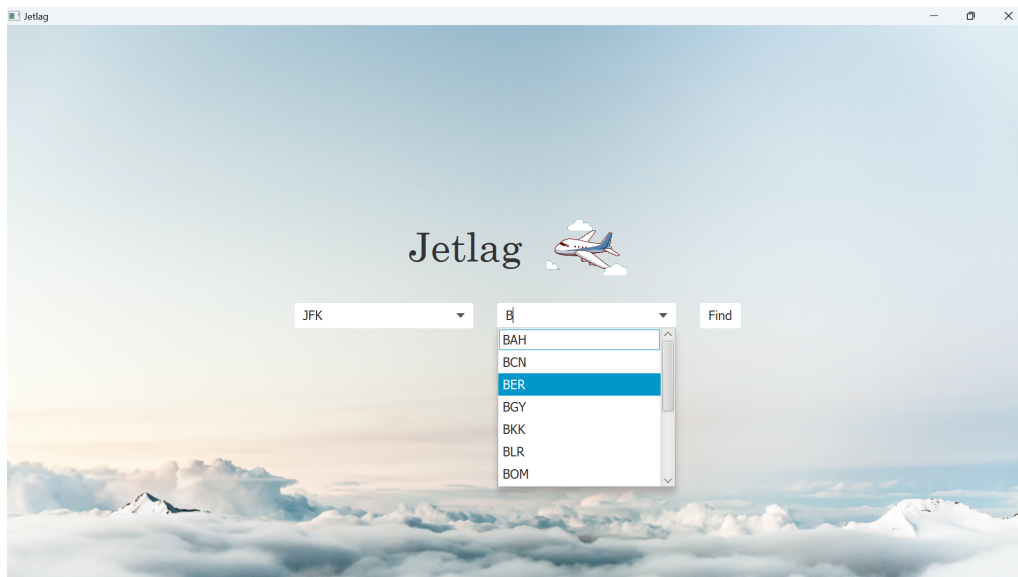 Jetlag
Jetlag
JFK
B
Find
BAH
BCN
BER
BGY
BKK
BLR
BOM